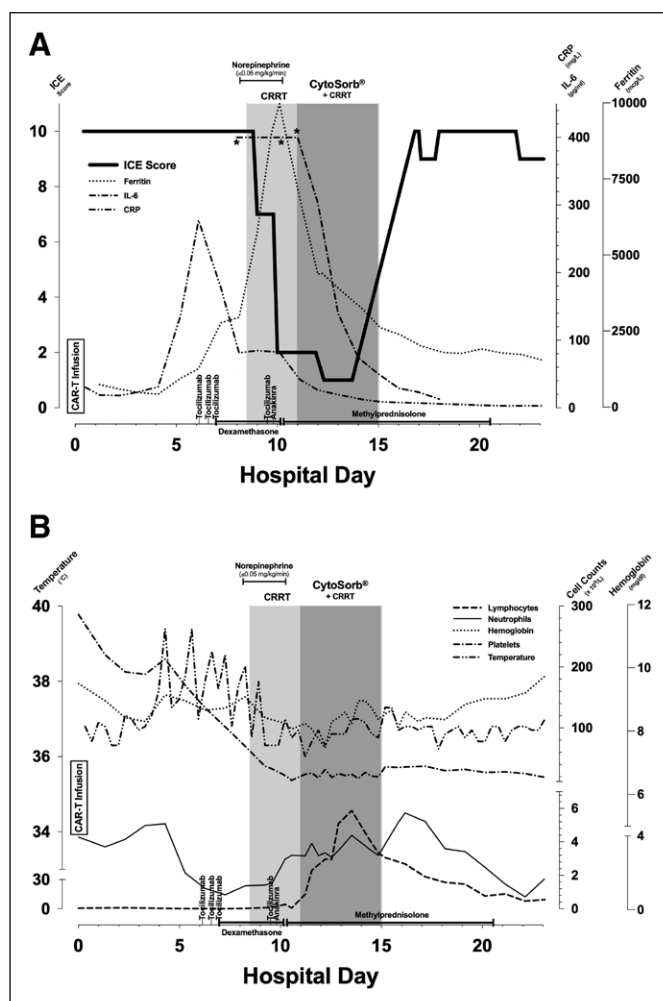 A
Norepinephrine
(≤0.05 mg/kg/min)
CRRT
CytoSorb®
+ CRRT
ICE
Score
CRP
(mg/L)
IL-6
(pg/ml)
Ferritin
(mcg/L)
10
8
6
4
2
0
ICE Score
Ferritin
IL-6
CRP
*
*
*
400
300
200
100
0
10000
7500
5000
2500
0
CAR-T Infusion
Tocilizumab
Tocilizumab
Tocilizumab
Tocilizumab
Anakinra
Dexamethasone
Methylprednisolone
0
5
10
15
20
Hospital Day
B
Norepinephrine
(≤0.05 mg/kg/min)
CRRT
CytoSorb®
+ CRRT
Temperature
(°C)
Cell Counts
(x 10⁹/L)
Hemoglobin
(mg/dl)
Lymphocytes
Neutrophils
Hemoglobin
Platelets
Temperature
40
38
36
34
30
0
300
200
100
6
4
2
0
12
10
8
6
4
0
CAR-T Infusion
Tocilizumab
Tocilizumab
Tocilizumab
Tocilizumab
Anakinra
Dexamethasone
Methylprednisolone
0
5
10
15
20
Hospital Day